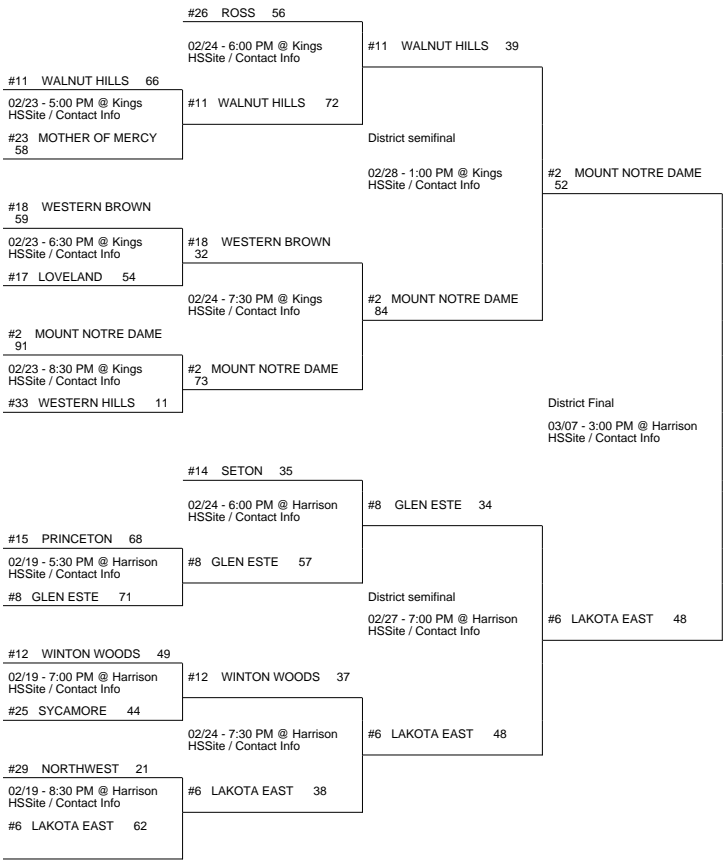 #26 ROSS 56
02/24 - 6:00 PM @ Kings
HSSite / Contact Info
#11 WALNUT HILLS 39
#11 WALNUT HILLS 66
02/23 - 5:00 PM @ Kings
HSSite / Contact Info
#11 WALNUT HILLS 72
#23 MOTHER OF MERCY
58
District semifinal
02/28 - 1:00 PM @ Kings
HSSite / Contact Info
#2 MOUNT NOTRE DAME
52
#18 WESTERN BROWN
59
02/23 - 6:30 PM @ Kings
HSSite / Contact Info
#18 WESTERN BROWN
32
#17 LOVELAND 54
02/24 - 7:30 PM @ Kings
HSSite / Contact Info
#2 MOUNT NOTRE DAME
84
#2 MOUNT NOTRE DAME
91
02/23 - 8:30 PM @ Kings
HSSite / Contact Info
#2 MOUNT NOTRE DAME
73
#33 WESTERN HILLS 11
District Final
03/07 - 3:00 PM @ Harrison
HSSite / Contact Info
#14 SETON 35
02/24 - 6:00 PM @ Harrison
HSSite / Contact Info
#8 GLEN ESTE 34
#15 PRINCETON 68
02/19 - 5:30 PM @ Harrison
HSSite / Contact Info
#8 GLEN ESTE 57
#8 GLEN ESTE 71
District semifinal
02/27 - 7:00 PM @ Harrison
HSSite / Contact Info
#6 LAKOTA EAST 48
#12 WINTON WOODS 49
02/19 - 7:00 PM @ Harrison
HSSite / Contact Info
#12 WINTON WOODS 37
#25 SYCAMORE 44
02/24 - 7:30 PM @ Harrison
HSSite / Contact Info
#6 LAKOTA EAST 48
#29 NORTHWEST 21
02/19 - 8:30 PM @ Harrison
HSSite / Contact Info
#6 LAKOTA EAST 38
#6 LAKOTA EAST 62